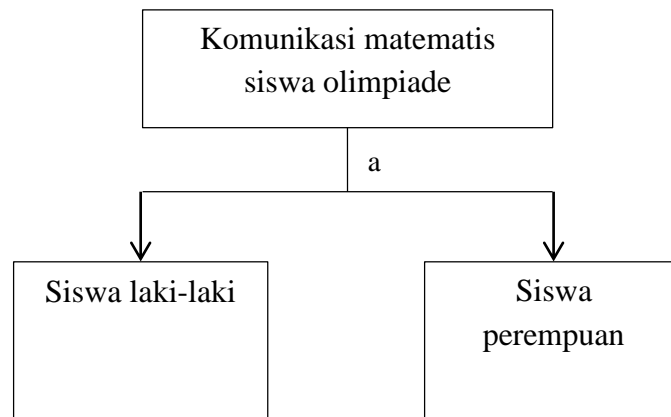 Komunikasi matematis
siswa olimpiade
a
Siswa laki-laki
Siswa
perempuan